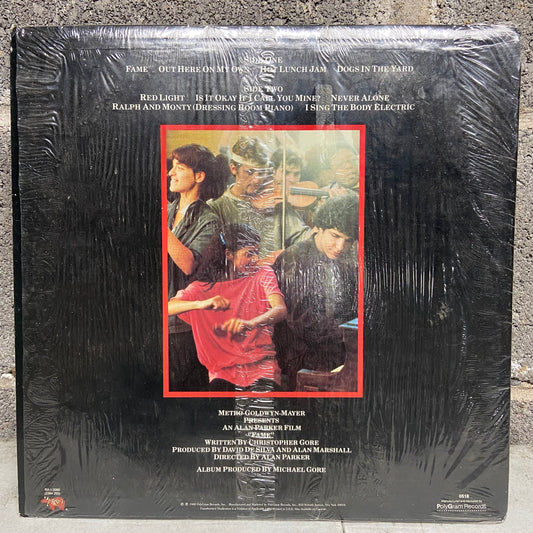 SIDE ONE
FAME OUT HERE ON MY OWN HOT LUNCH JAM DOGS IN THE YARD
SIDE TWO
RED LIGHT IS IT OKAY IF I CALL YOU MINE? NEVER ALONE
RALPH AND MONTY (DRESSING ROOM PIANO) I SING THE BODY ELECTRIC
METRO-GOLDWYN-MAYER
PRESENTS
AN ALAN PARKER FILM
"FAME"
WRITTEN BY CHRISTOPHER GORE
PRODUCED BY DAVID DE SILVA AND ALAN MARSHALL
DIRECTED BY ALAN PARKER
ALBUM PRODUCED BY MICHAEL GORE
0518
PolyGram Records